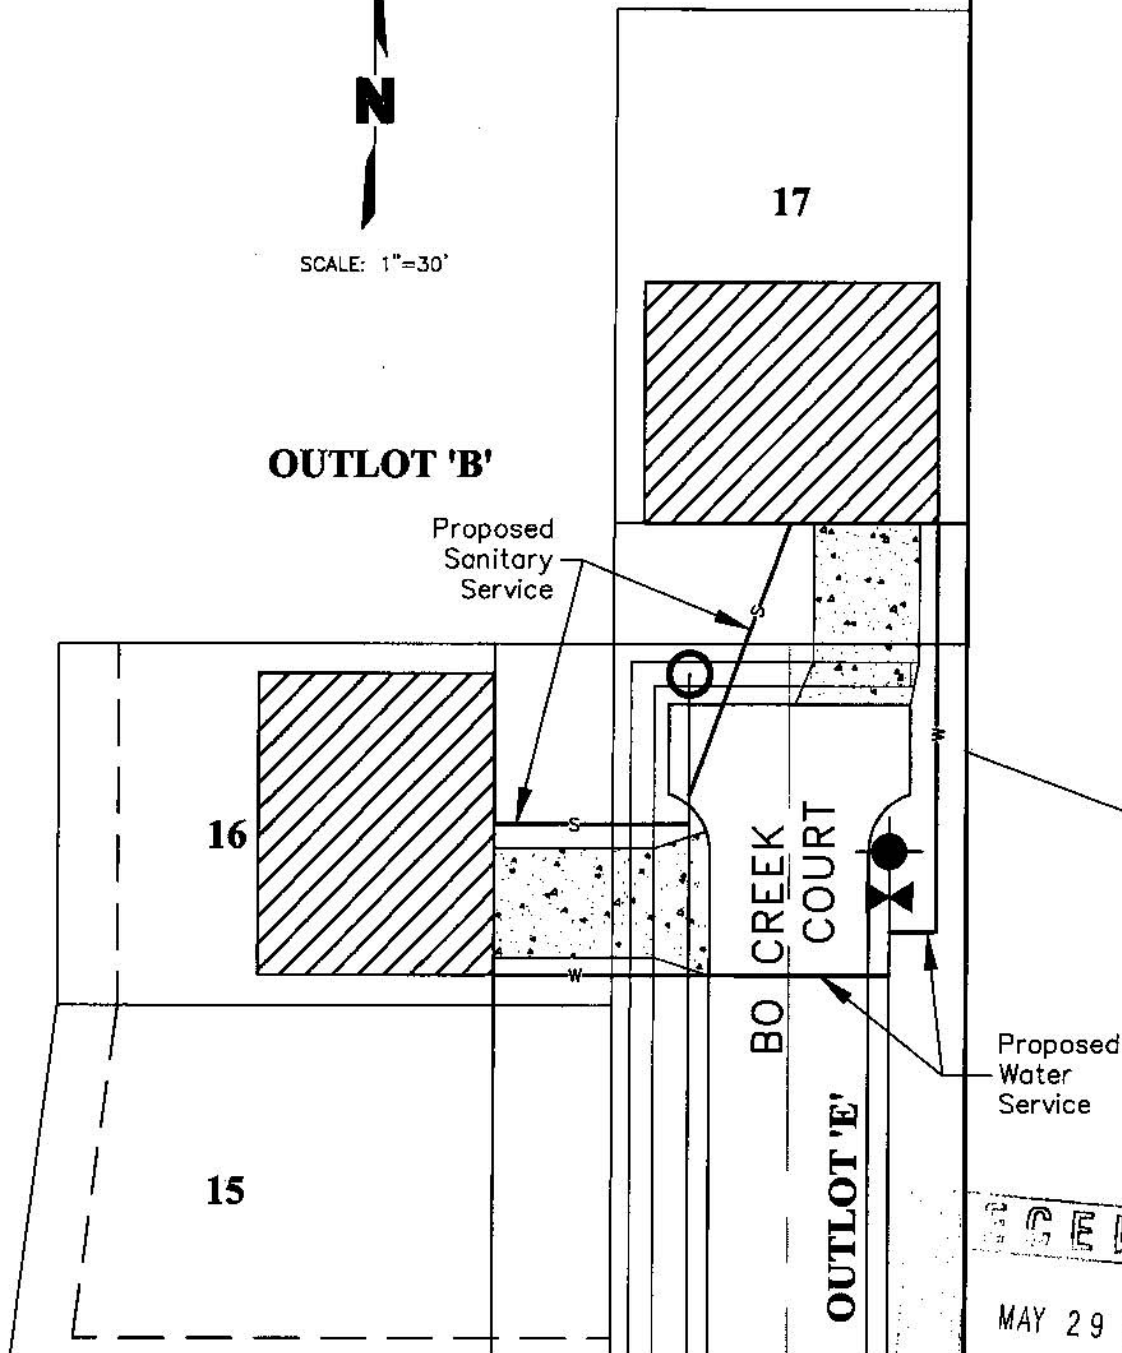 N
SCALE: 1"=30'
17
OUTLOT 'B'
Proposed
Sanitary
Service
S
W
16
S
BO CREEK
COURT
W
Proposed
Water
Service
15
OUTLOT 'E'
MAY 29